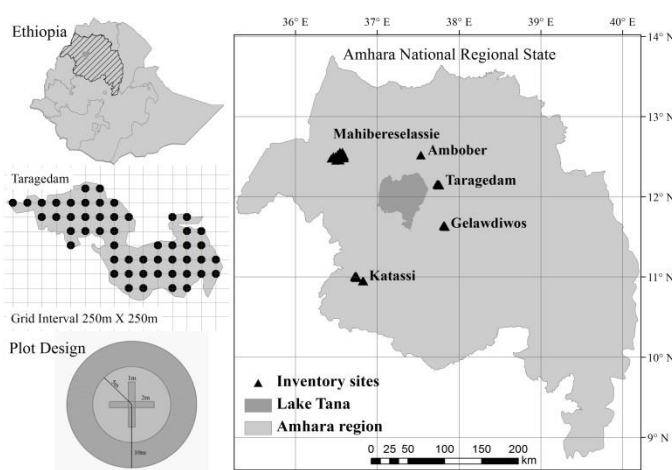 Ethiopia
Taragedam
Grid Interval 250m X 250m
Plot Design
1m
2m
5m
10m
36° E
37° E
38° E
39° E
40° E
14° N
13° N
12° N
11° N
10° N
9° N
Amhara National Regional State
Mahibereselassie
Ambober
Taragedam
Gelawdiwos
Katassi
Inventory sites
Lake Tana
Amhara region
0 25 50 100 150 200
km